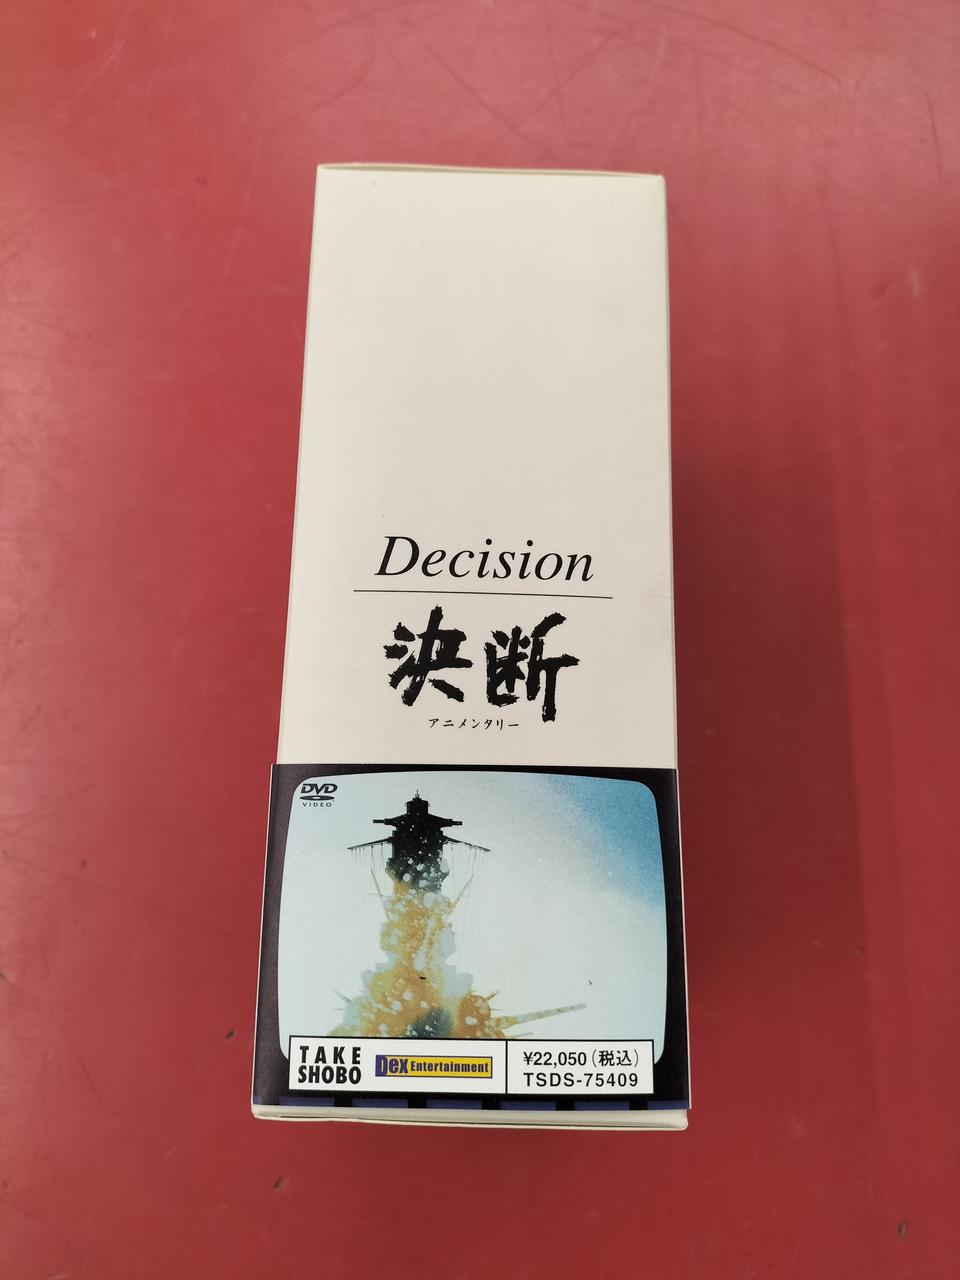 Decision
決断
アニメンタリー
DVD
VIDEO
TAKE
SHOBO
Dex Entertainment
¥22,050(税込)
TSDS-75409